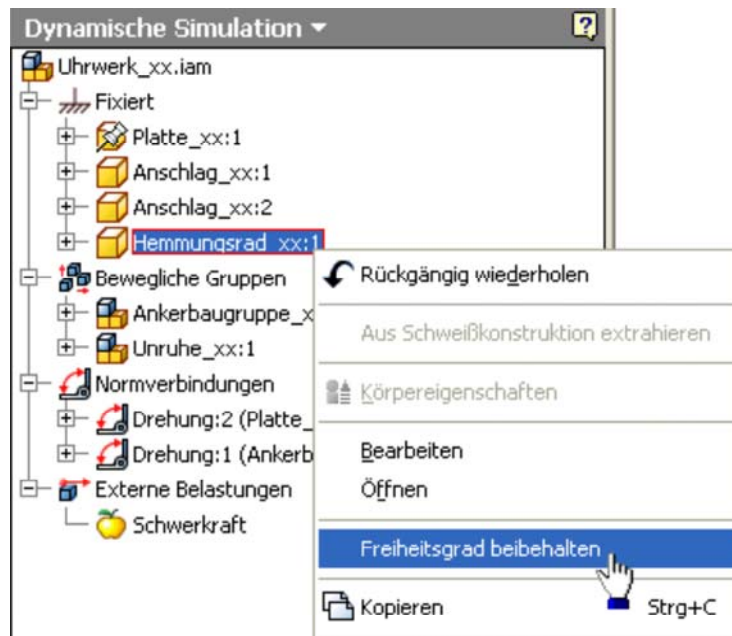 Dynamische Simulation
Uhrwerk_xx.iam
Fixiert
Platte_xx:1
Anschlag_xx:1
Anschlag_xx:2
Hemmungsrad_xx:1
Bewegliche Gruppen
Ankerbaugruppe_x
Unruhe_xx:1
Normverbindungen
Drehung:2 (Platte_
Drehung:1 (Ankerb
Externe Belastungen
Schwerkraft
Rückgängig wiederholen
Aus Schweißkonstruktion extrahieren
Körpereigenschaften
Bearbeiten
Öffnen
Freiheitsgrad beibehalten
Kopieren Strg+C